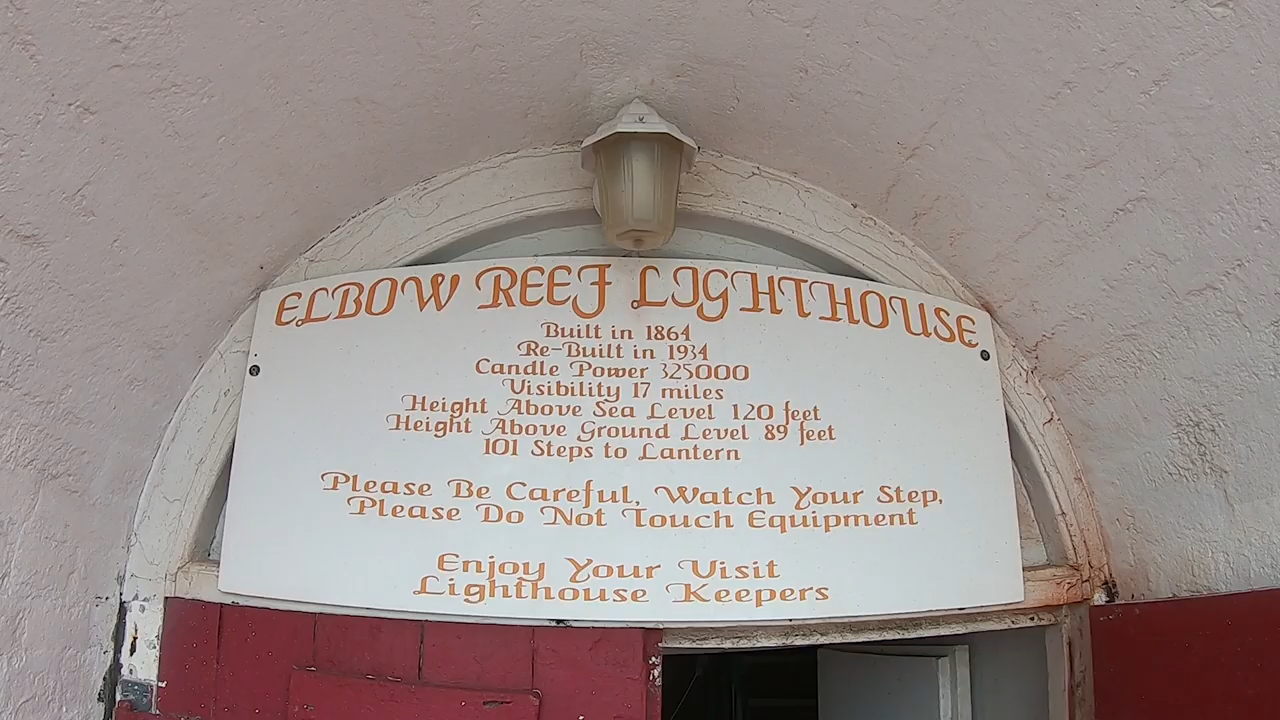 ELBOW REEF LIGHTHOUSE
Built in 1864
Re-Built in 1934
Candle Power 325000
Visibility 17 miles
Height Above Sea Level 120 feet
Height Above Ground Level 89 feet
101 Steps to Lantern
Please Be Careful, Watch Your Step,
Please Do Not Touch Equipment
Enjoy Your Visit
Lighthouse Keepers